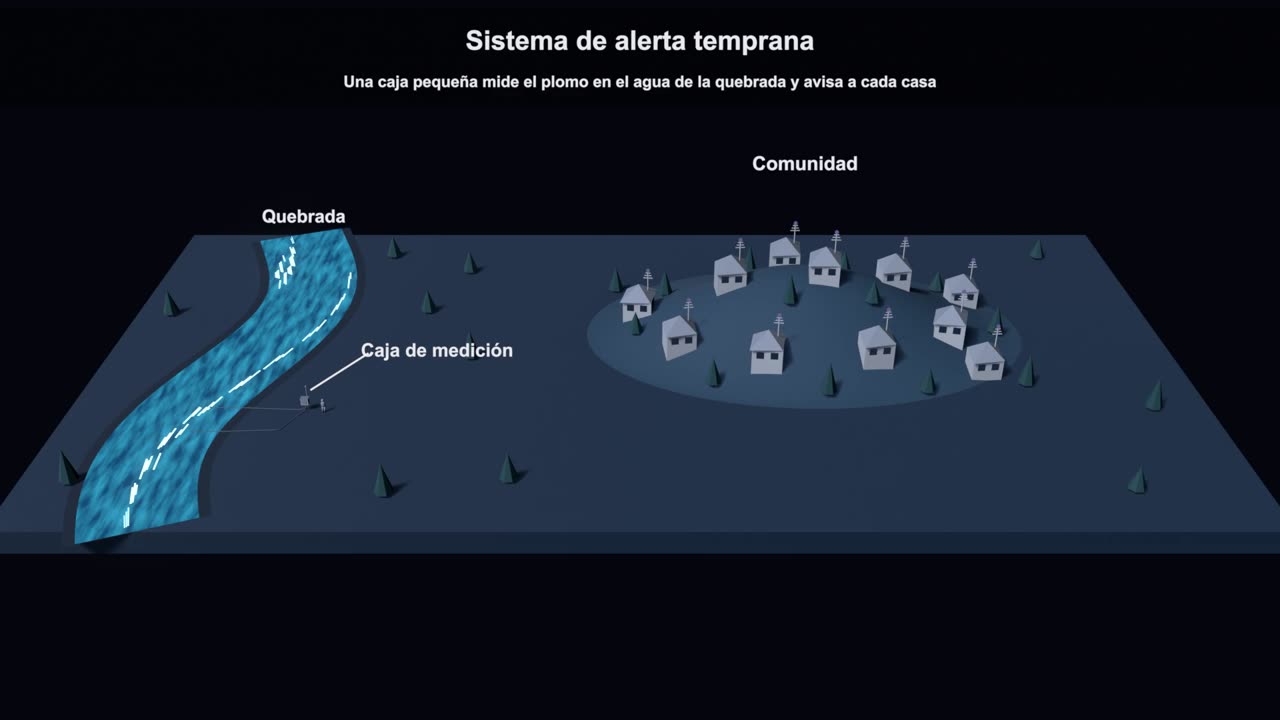 Sistema de alerta temprana
Una caja pequeña mide el plomo en el agua de la quebrada y avisa a cada casa
Comunidad
Quebrada
Caja de medición